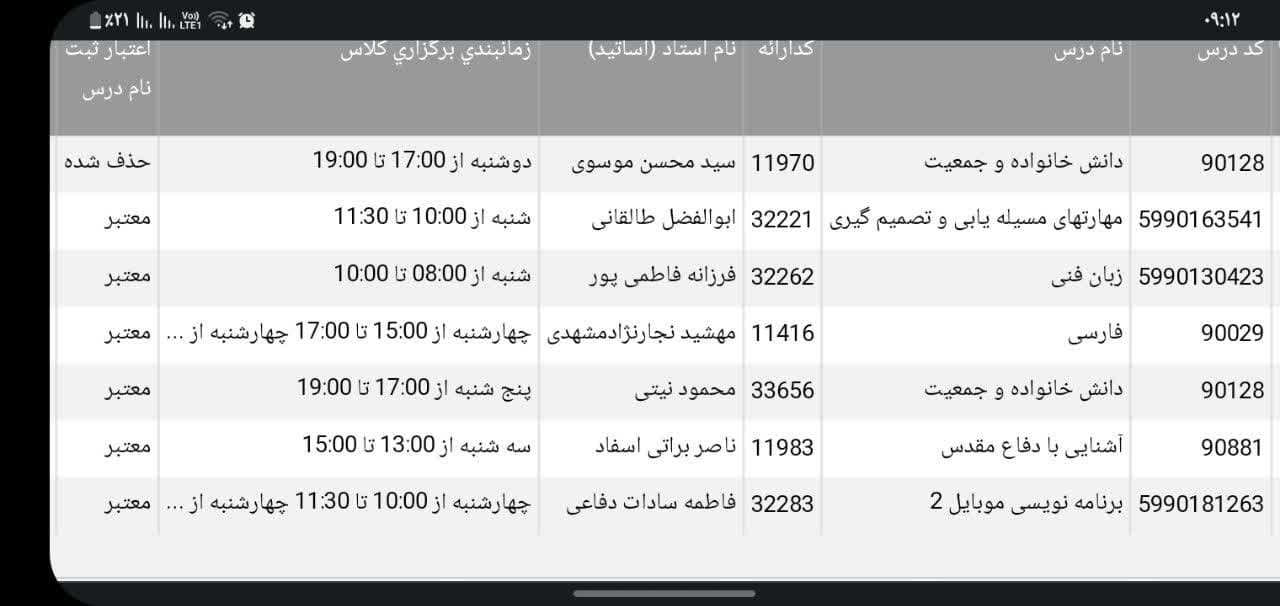 ۰۹:۱۲ ٪۲۱ Vo)) LTE1
کد درس نام درس کدارائه نام استاد (اساتید) زمانبندي برگزاري کلاس اعتبار ثبت
نام درس
90128 دانش خانواده و جمعیت 11970 سید محسن موسوی دوشنبه از 17:00 تا 19:00 حذف شده
5990163541 مهارتهای مسیله یابی و تصمیم گیری 32221 ابوالفضل طالقانی شنبه از 10:00 تا 11:30 معتبر
5990130423 زبان فنی 32262 فرزانه فاطمی پور شنبه از 08:00 تا 10:00 معتبر
90029 فارسی 11416 مهشید نجارنژادمشهدی چهارشنبه از 15:00 تا 17:00 چهارشنبه از ... معتبر
90128 دانش خانواده و جمعیت 33656 محمود نیتی پنج شنبه از 17:00 تا 19:00 معتبر
90881 آشنایی با دفاع مقدس 11983 ناصر براتی اسفاد سه شنبه از 13:00 تا 15:00 معتبر
5990181263 برنامه نویسی موبایل 2 32283 فاطمه سادات دفاعی چهارشنبه از 10:00 تا 11:30 چهارشنبه از ... معتبر